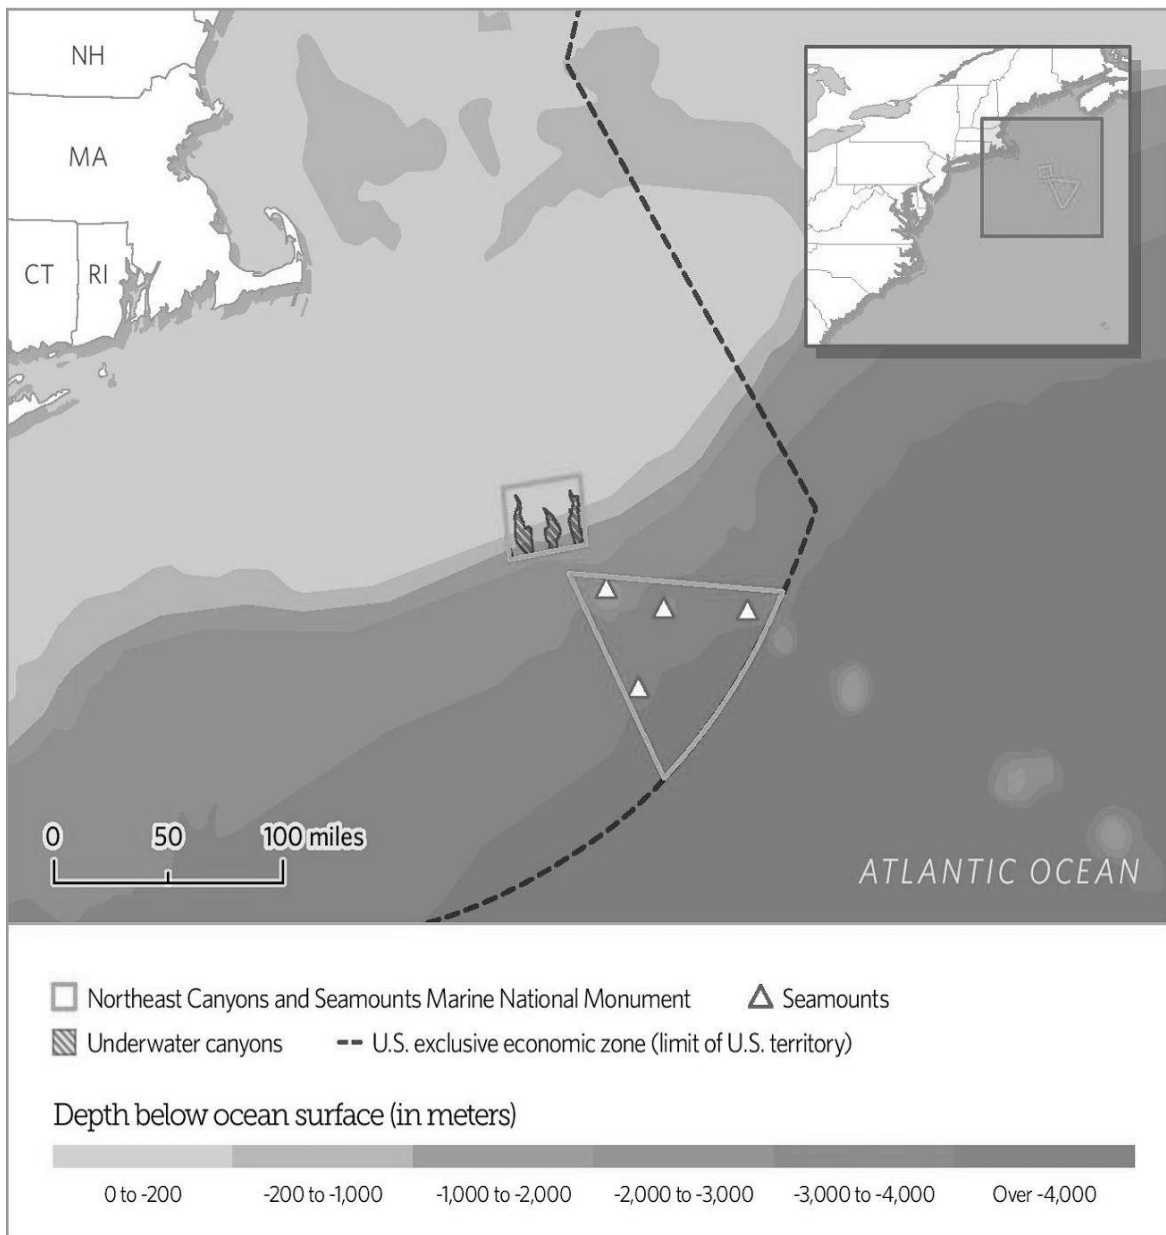 NH
MA
CT RI
0 50 100 miles
ATLANTIC OCEAN
Northeast Canyons and Seamounts Marine National Monument Seamounts
Underwater canyons U.S. exclusive economic zone (limit of U.S. territory)
Depth below ocean surface (in meters)
0 to -200 -200 to -1,000 -1,000 to -2,000 -2,000 to -3,000 -3,000 to -4,000 Over -4,000